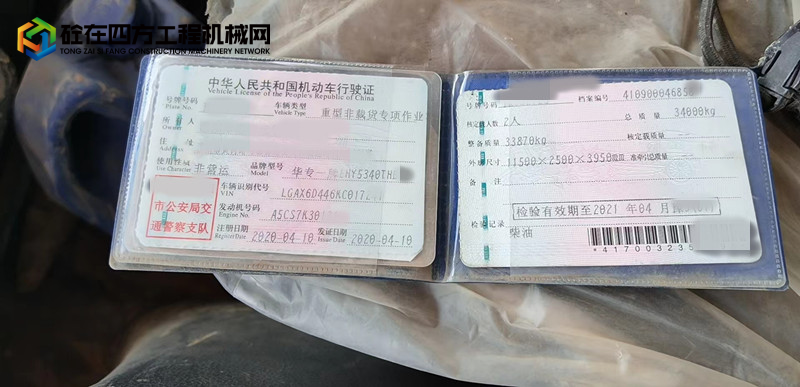 砼在四方工程机械网
TONG ZAI SIFANG CONSTRUCTION MACHINERY NETWORK
中华人民共和国机动车行驶证
Vehicle License of the People's Republic of China
号牌号码
Plate No.
车辆类型
Vehicle Type
重型非载货专项作业
所 有 人
Owner
住 址
Address
使用性质
Use Character
非营运
品牌型号
Model
华专一
HY5340TH
车辆识别代号
VIN
LGAX6D446KC017
市公安局交
通警察支队
发动机号码
Engine No.
A5CS7K30
注册日期
Register Date
2020-04-10
发证日期
Issue Date
2020-04-10
号牌号码
档案编号
410900046858
核定载人数
2人
总质量
34000kg
整备质量
33870kg
核定载质量
外廓尺寸
11500×2500×3950
准牵引总质量
备 注
检验记录
检验有效期至2021 年04 月
柴油
*417000323